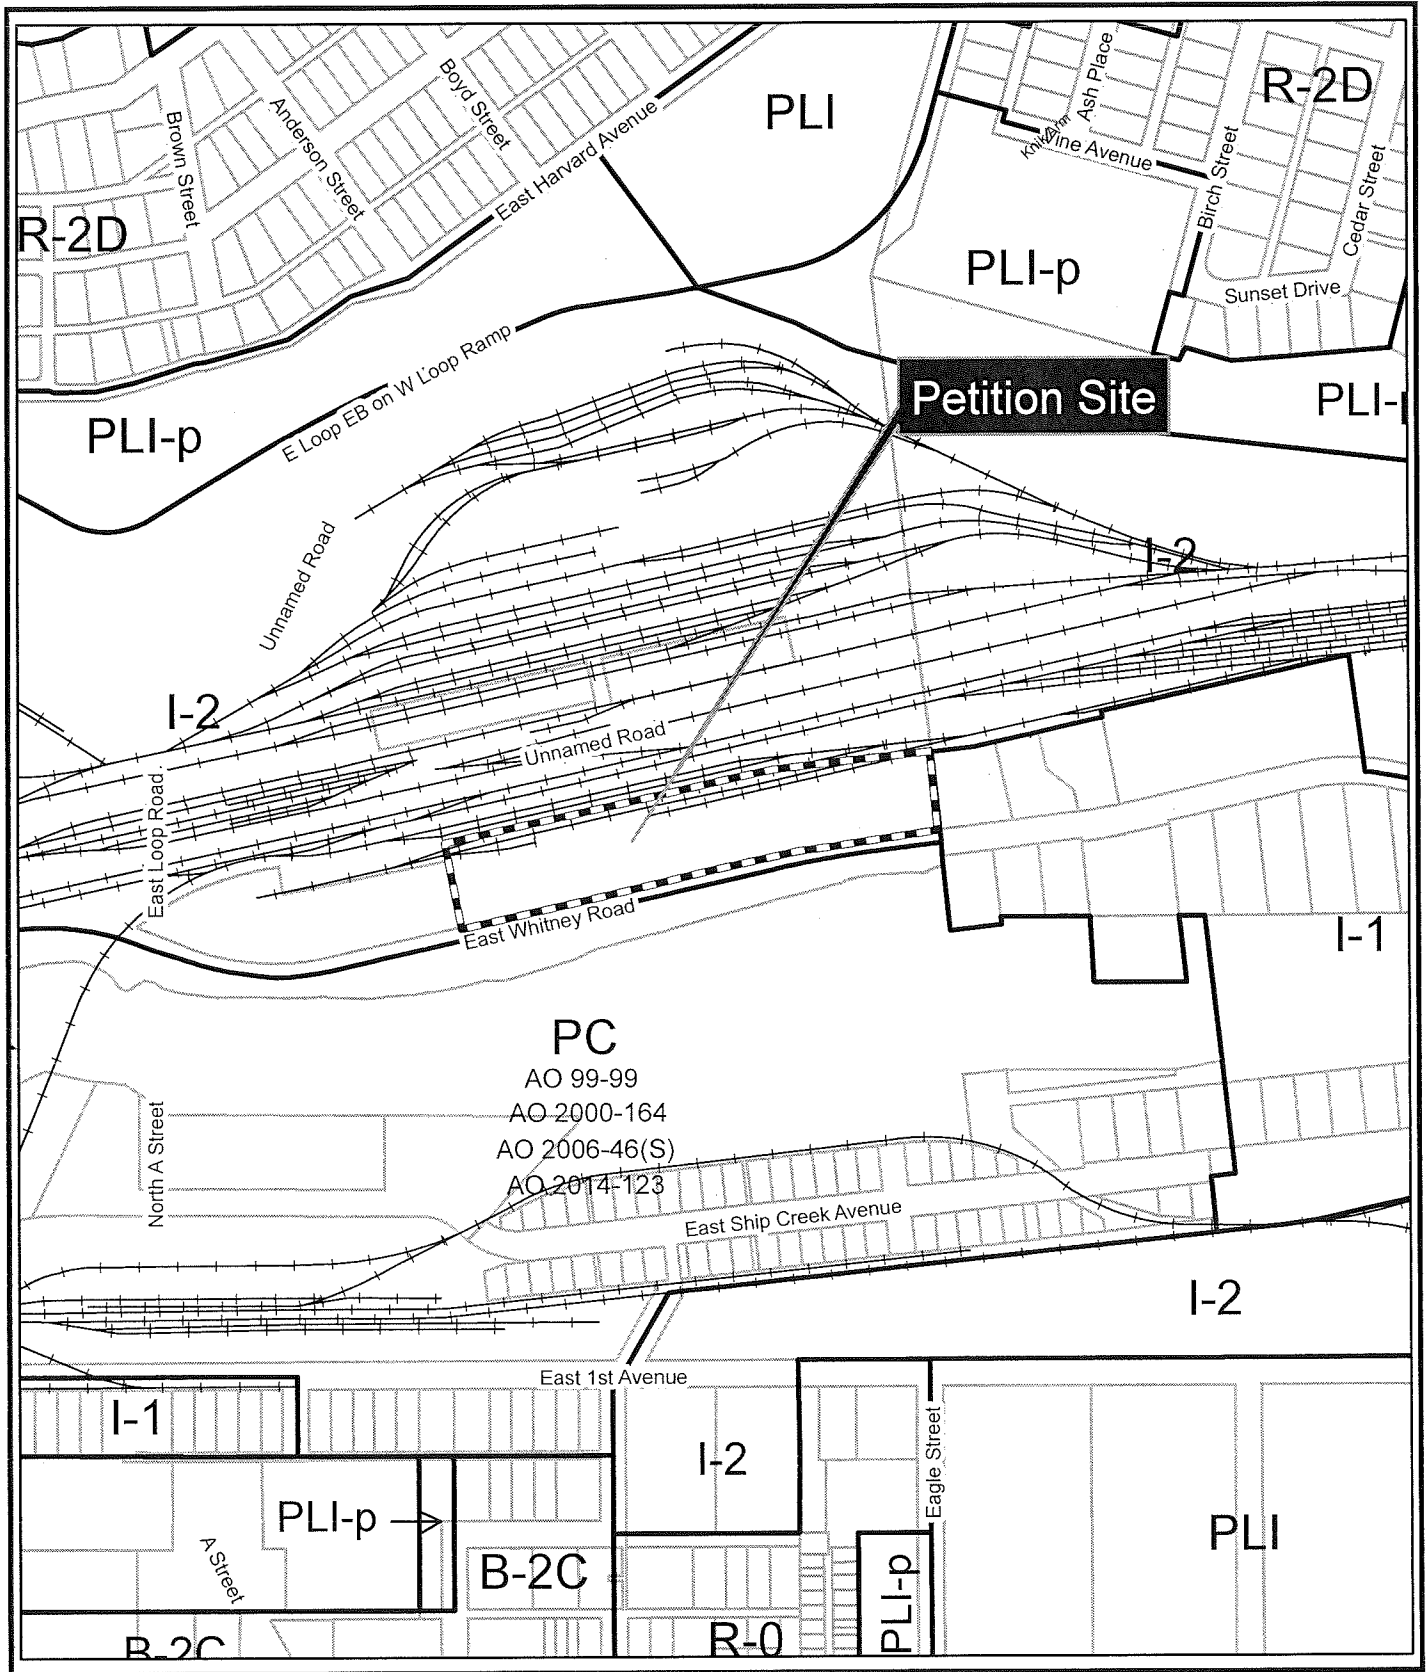 PLI
R-2D
Ash Place
Boyd Street
Anderson Street
Brown Street
East Harvard Avenue
Knik Arm
Vine Avenue
Birch Street
Cedar Street
R-2D
PLI-p
Sunset Drive
E Loop EB on W Loop Ramp
Petition Site
PLI-p
Unnamed Road
I-2
I-2
Unnamed Road
East Loop Road
East Whitney Road
I-1
PC
AO 99-99
AO 2000-164
AO 2006-46(S)
AO 2014-123
North A Street
East Ship Creek Avenue
I-2
East 1st Avenue
I-1
I-2
Eagle Street
PLI-p
PLI
A Street
B-2C
PLI-p
R-0
B-2C